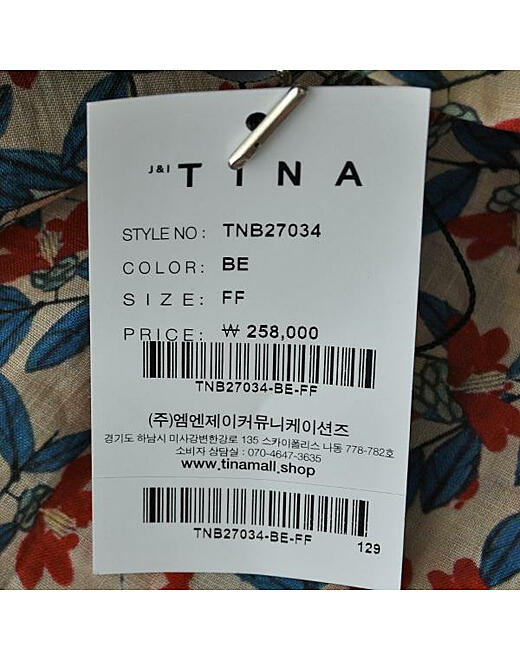 J&I TINA
STYLE NO : TNB27034
COLOR: BE
SIZE: FF
PRICE: ₩ 258,000
TNB27034-BE-FF
(주)엠엔제이커뮤니케이션즈
경기도 하남시 미사강변한강로 135 스카이폴리스 나동 778-782호
소비자 상담실 : 070-4647-3635
www.tinamall.shop
TNB27034-BE-FF
129